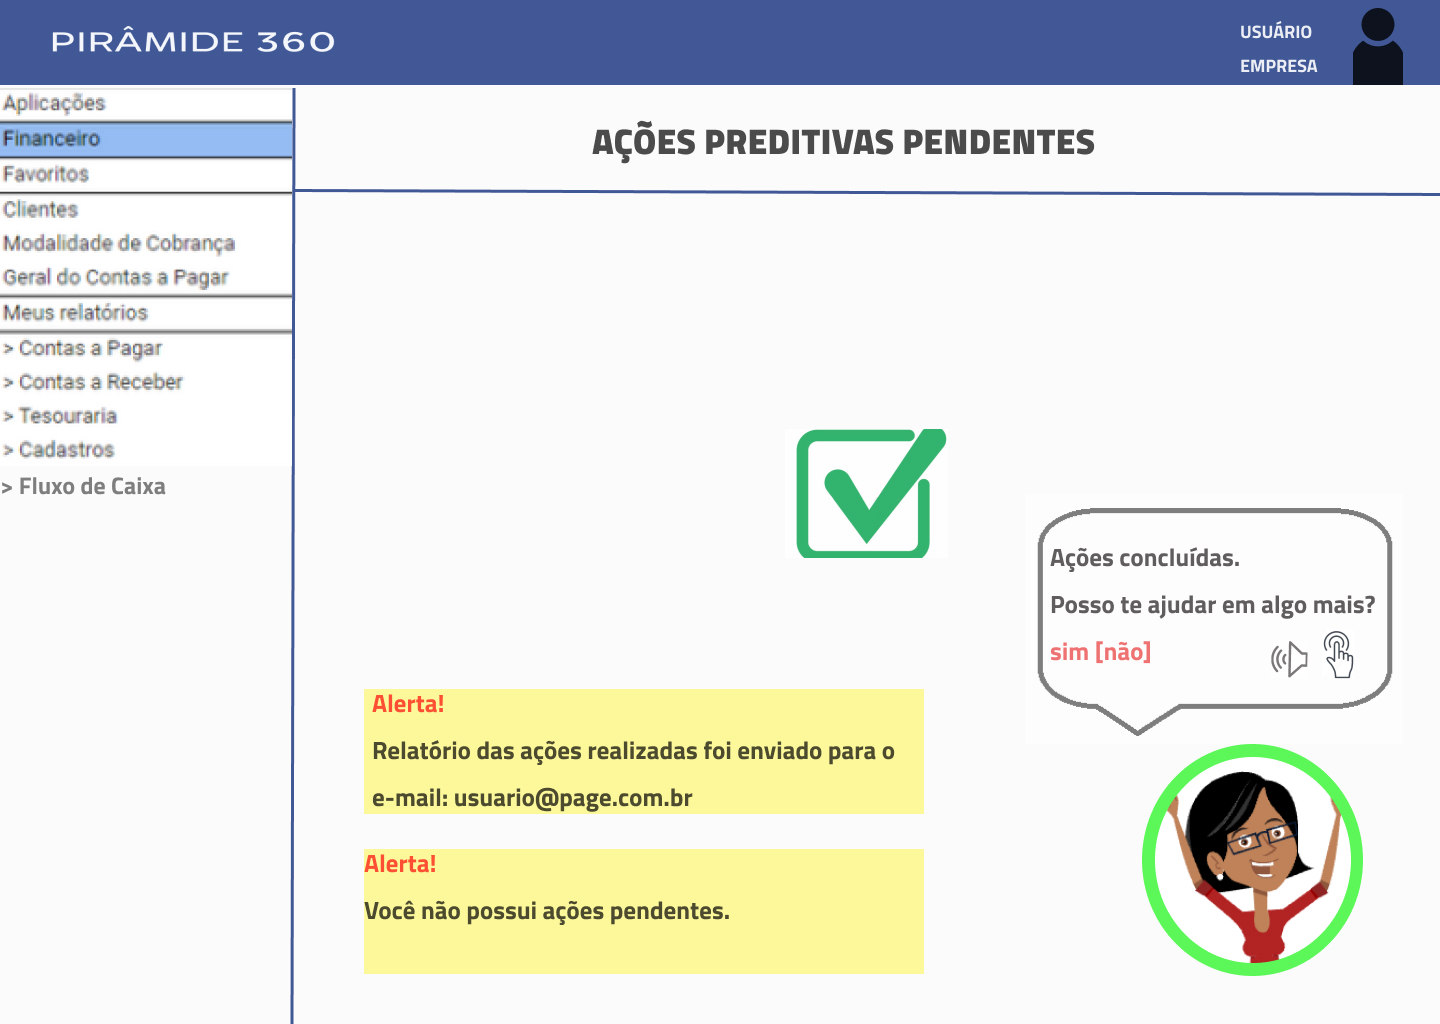 PIRÂMIDE 360
USUÁRIO
EMPRESA
Aplicações
Financeiro
Favoritos
Clientes
Modalidade de Cobrança
Geral do Contas a Pagar
Meus relatórios
> Contas a Pagar
> Contas a Receber
> Tesouraria
> Cadastros
> Fluxo de Caixa
AÇÕES PREDITIVAS PENDENTES
Ações concluídas.
Posso te ajudar em algo mais?
sim [não]
Alerta!
Relatório das ações realizadas foi enviado para o
e-mail: usuario@page.com.br
Alerta!
Você não possui ações pendentes.